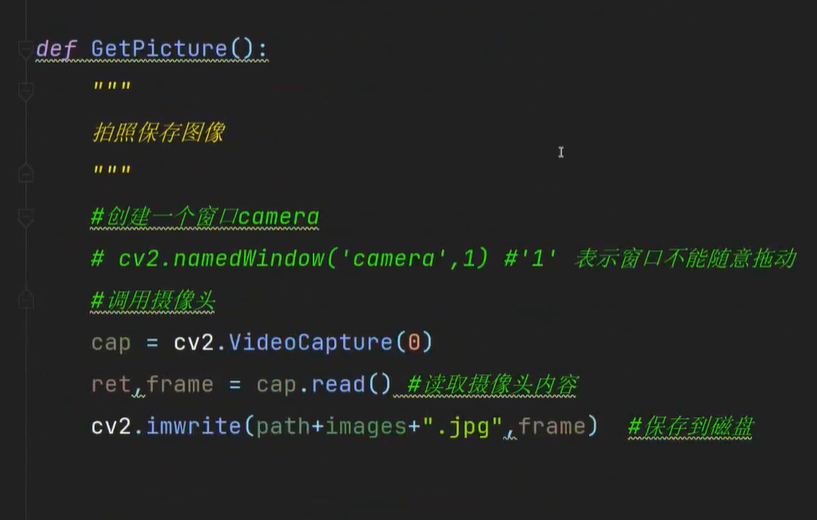 def GetPicture():
"""
拍照保存图像
"""
#创建一个窗口camera
# cv2.namedWindow('camera',1) #'1' 表示窗口不能随意拖动
#调用摄像头
cap = cv2.VideoCapture(0)
ret,frame = cap.read() #读取摄像头内容
cv2.imwrite(path+images+".jpg",frame)  #保存到磁盘